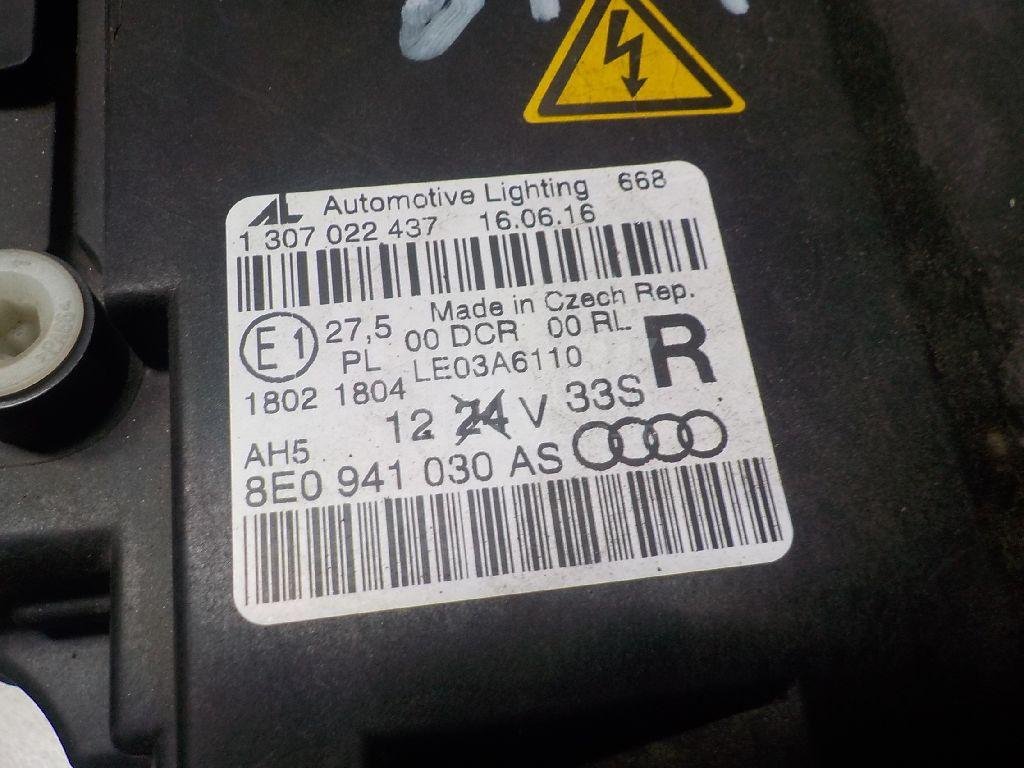 AL Automotive Lighting 668
1 307 022 437 16.06.16
Made in Czech Rep.
E1 27,5 00 DCR 00 RL R
PL LE03A6110
1802 1804
12 24 V 33S
AH5
8E0 941 030 AS